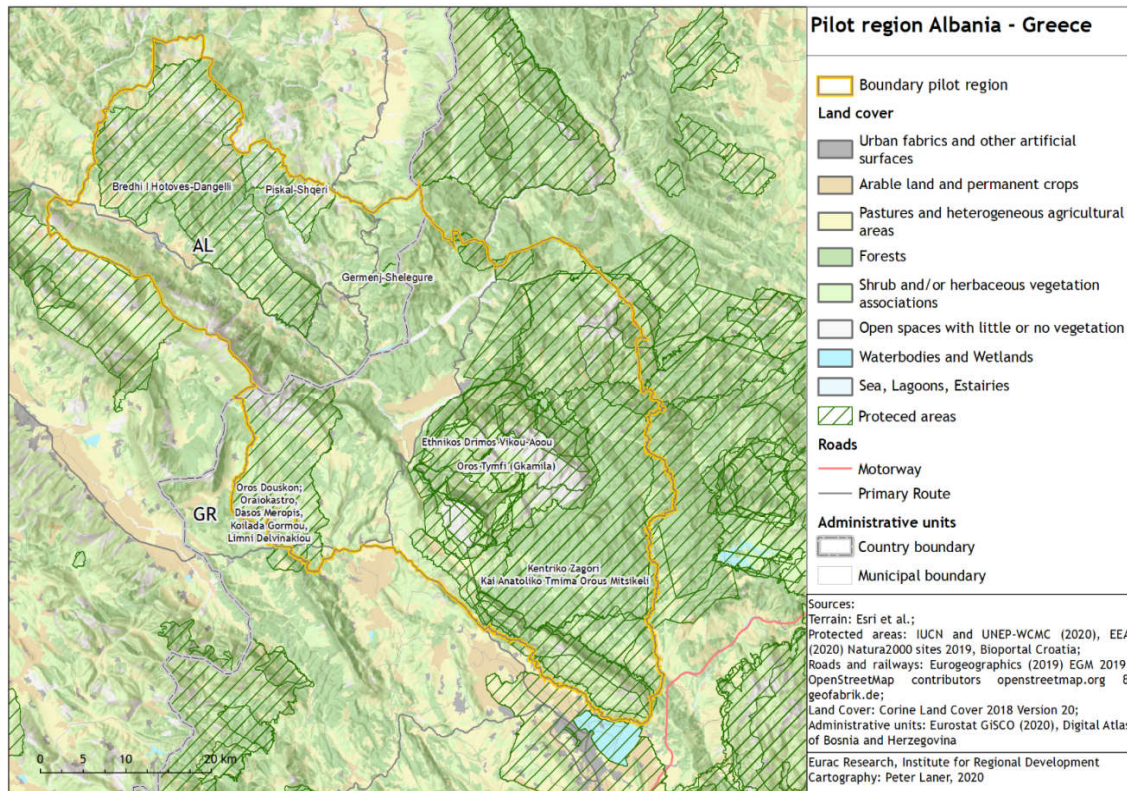 Pilot region Albania - Greece
Boundary pilot region
Land cover
Urban fabrics and other artificial
surfaces
Arable land and permanent crops
Pastures and heterogeneous agricultural
areas
Forests
Shrub and/or herbaceous vegetation
associations
Open spaces with little or no vegetation
Waterbodies and Wetlands
Sea, Lagoons, Estairies
Proteced areas
Roads
Motorway
Primary Route
Administrative units
Country boundary
Municipal boundary
Sources:
Terrain: Esri et al.;
Protected areas: IUCN and UNEP-WCMC (2020), EEA
(2020) Natura2000 sites 2019, Bioportal Croatia;
Roads and railways: Eurogeographics (2019) EGM 2019
OpenStreetMap contributors openstreetmap.org &
geofabrik.de;
Land Cover: Corine Land Cover 2018 Version 20;
Administrative units: Eurostat GiSCO (2020), Digital Atlas
of Bosnia and Herzegovina
Eurac Research, Institute for Regional Development
Cartography: Peter Laner, 2020
Bredhi I Hotoves-Dangelli
Piskal-Shqeri
AL
Germenj-Shelegure
Ethnikos Drimos Vikou-Aoou
Oros Tymfi (Gkamila)
Oros Douskon;
Oraiokastro,
Dasos Meropis,
Koilada Gormou,
Limni Delvinakiou
GR
Kentriko Zagori
Kai Anatoliko Tmima Orous Mitsikeli
0 5 10 20 km